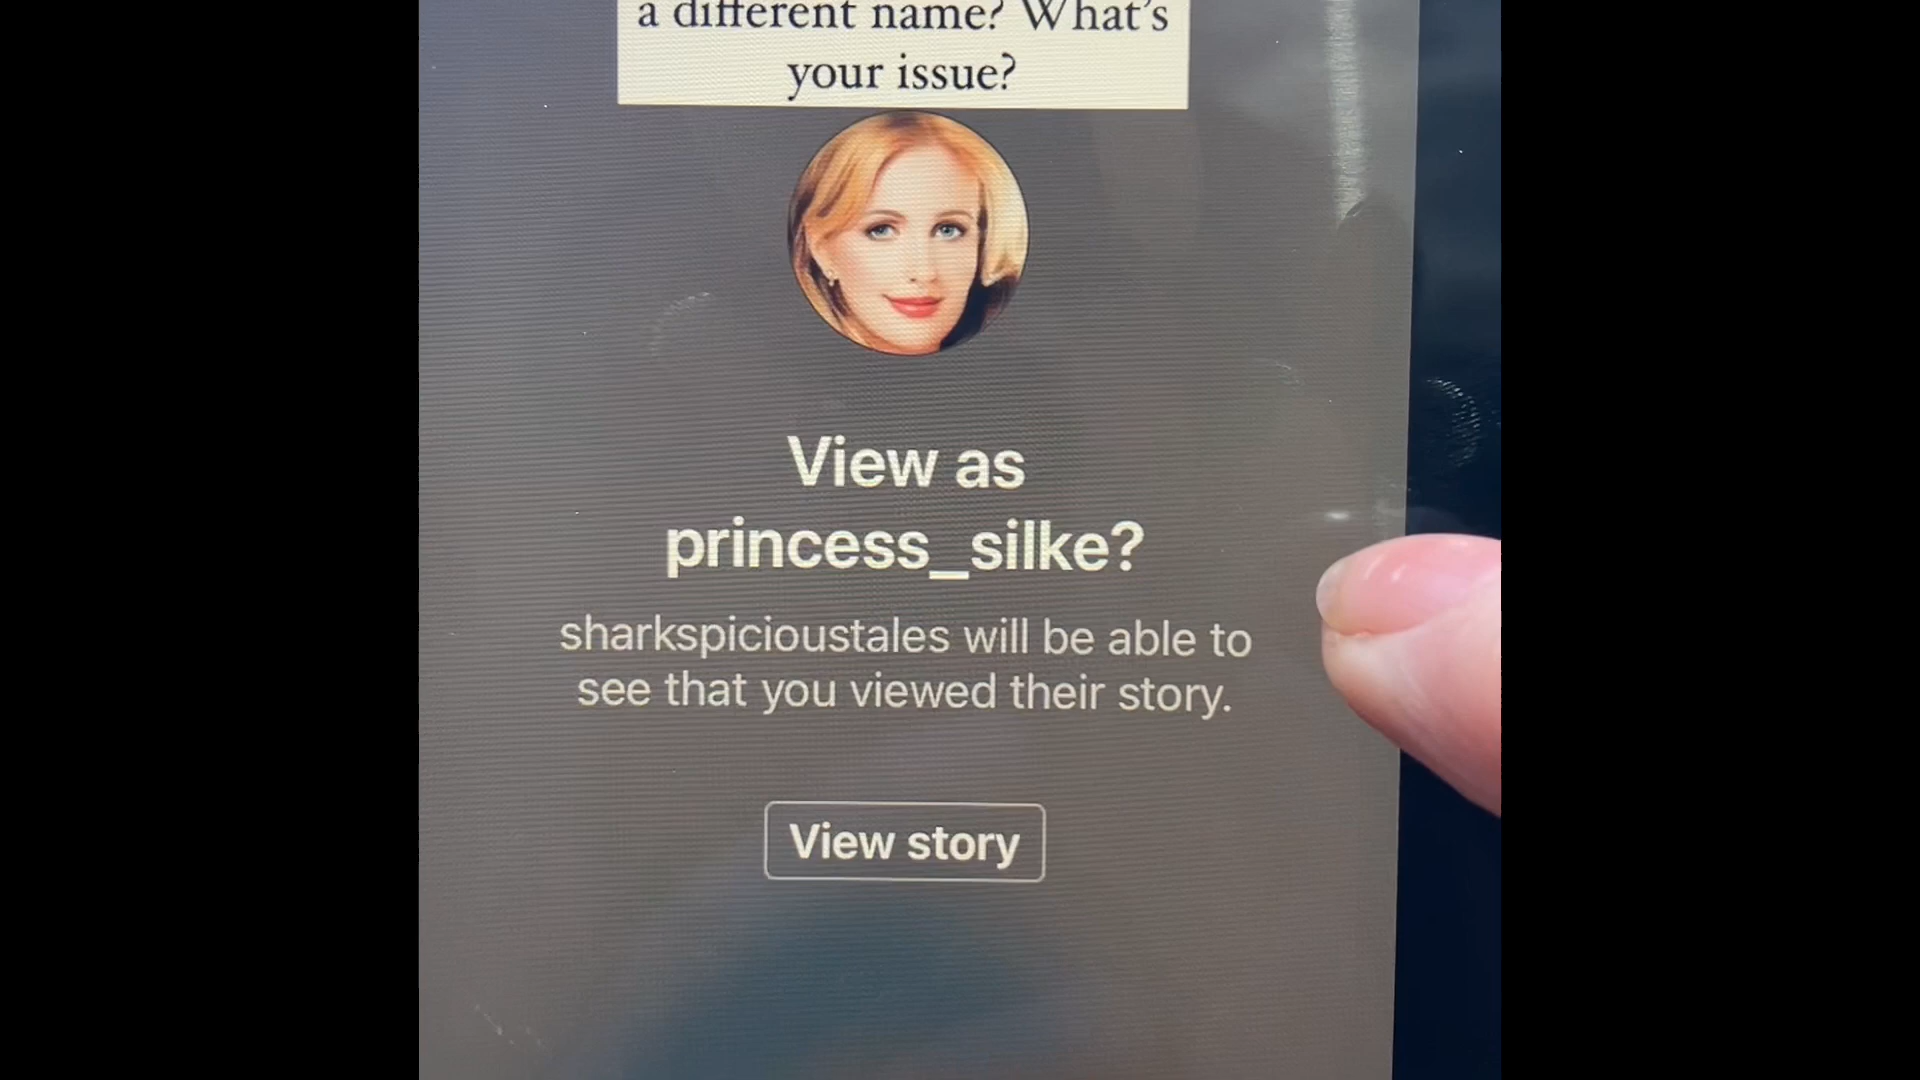 a different name? What's
your issue?
View as
princess_silke?
sharkspicioustales will be able to
see that you viewed their story.
View story